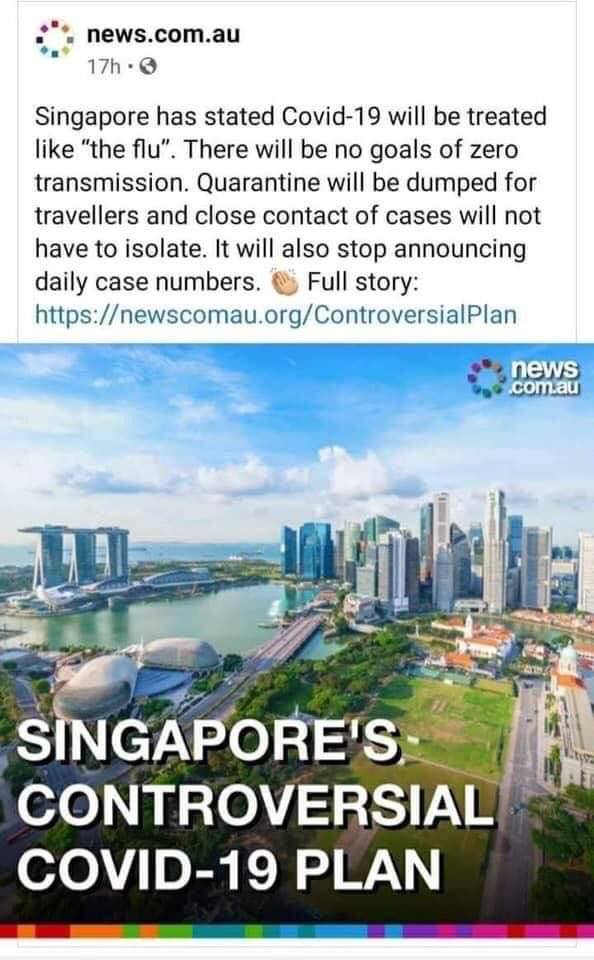 news.com.au
17h ·
Singapore has stated Covid-19 will be treated
like “the flu”. There will be no goals of zero
transmission. Quarantine will be dumped for
travellers and close contact of cases will not
have to isolate. It will also stop announcing
daily case numbers. 👏🏼 Full story:
https://newscomau.org/ControversialPlan
news
.com.au
SINGAPORE'S
CONTROVERSIAL
COVID-19 PLAN